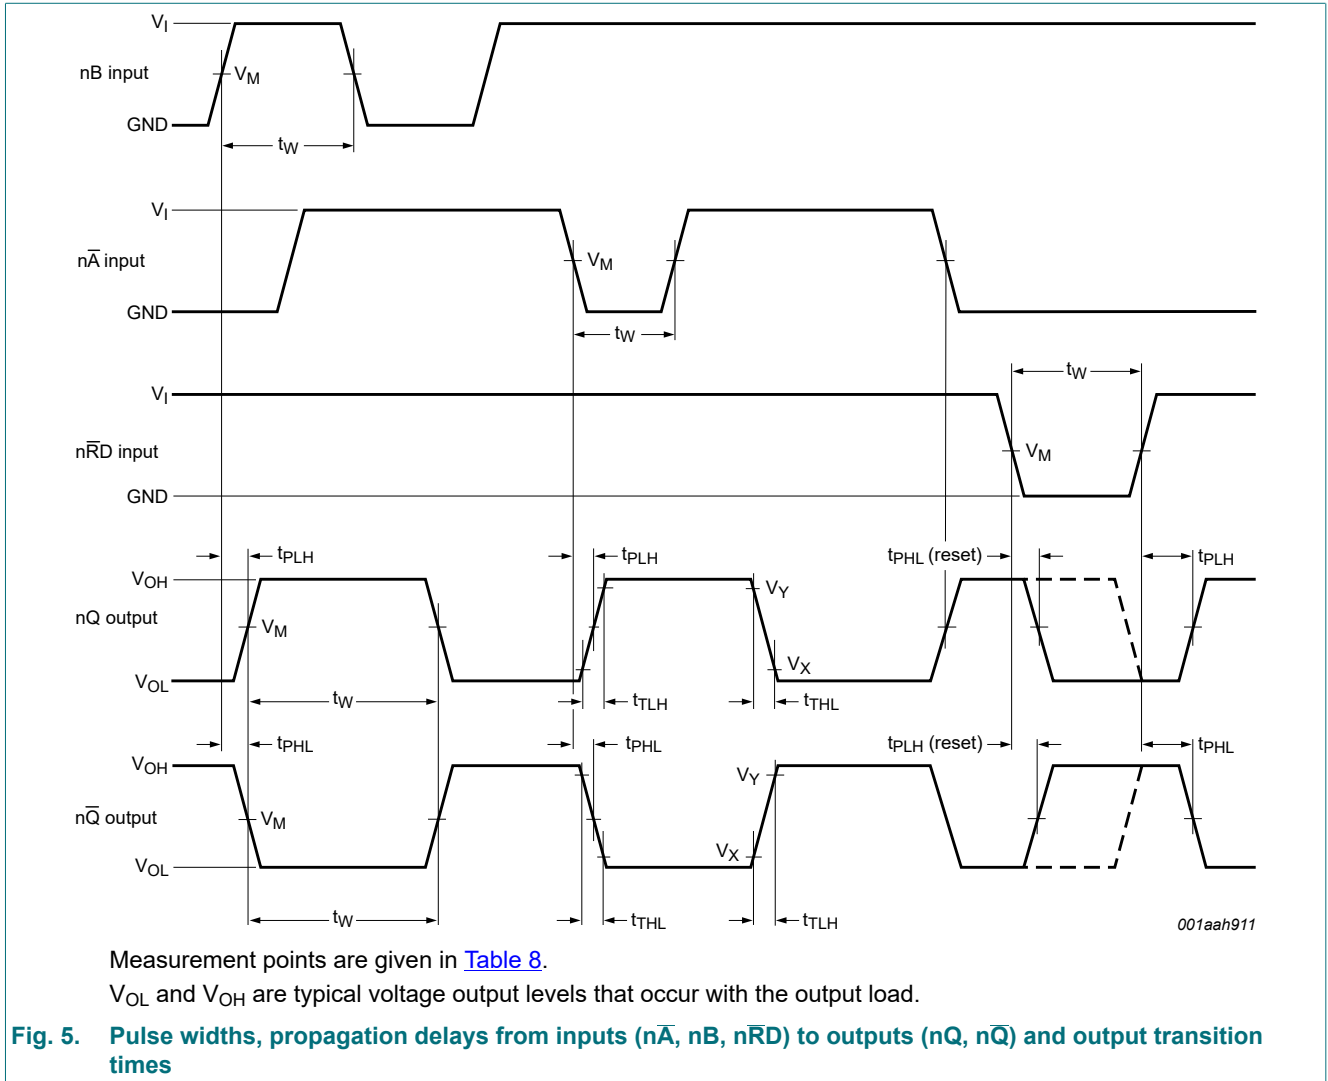 VI
nB input
VM
GND
tW
VI
nA̅ input
VM
GND
tW
tW
VI
nR̅D input
VM
GND
tPLH
tPLH
tPHL (reset)
tPLH
VOH
VY
nQ output
VM
VX
VOL
tW
tTLH
tTHL
tPHL
tPHL
tPLH (reset)
tPHL
VOH
VY
nQ̅ output
VM
VX
VOL
tW
tTHL
tTLH
001aah911
Measurement points are given in Table 8.
VOL and VOH are typical voltage output levels that occur with the output load.
Fig. 5. Pulse widths, propagation delays from inputs (nA̅, nB, nR̅D) to outputs (nQ, nQ̅) and output transition
times